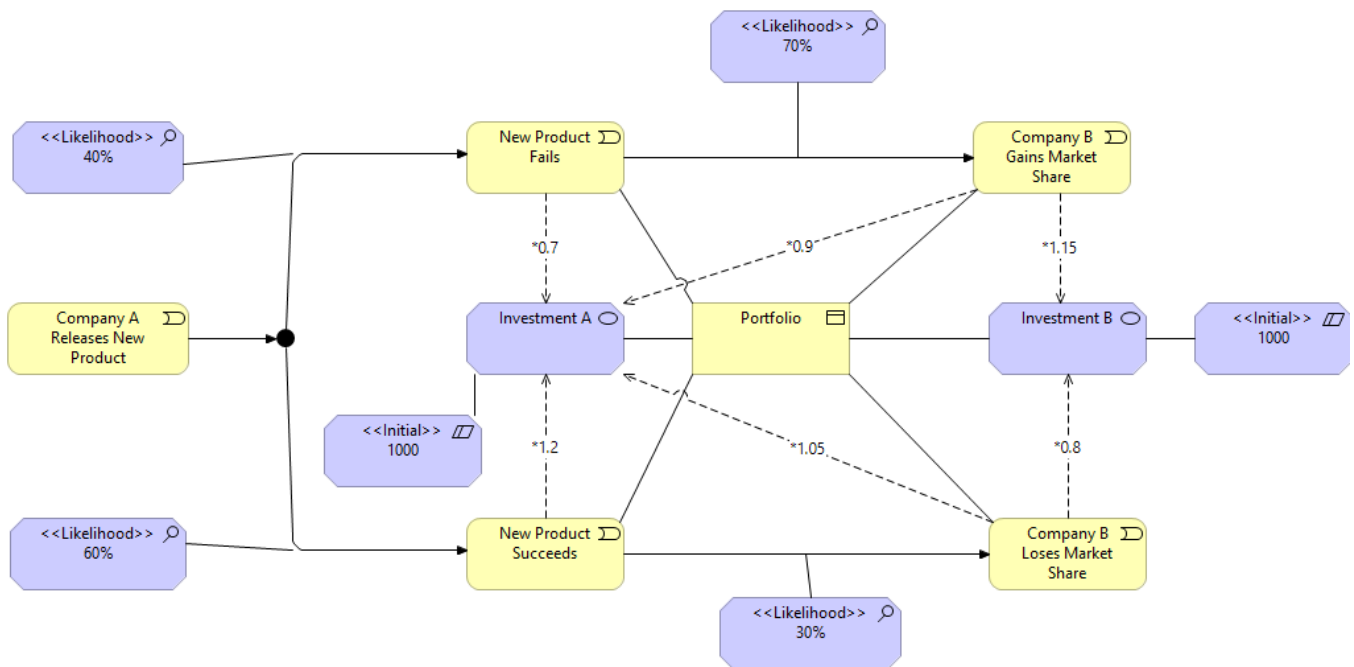 <<Likelihood>>
70%
<<Likelihood>>
40%
New Product
Fails
Company B
Gains Market
Share
*0.7
*0.9
*1.15
Company A
Releases New
Product
Investment A
Portfolio
Investment B
<<Initial>>
1000
<<Initial>>
1000
*1.2
*1.05
*0.8
<<Likelihood>>
60%
New Product
Succeeds
Company B
Loses Market
Share
<<Likelihood>>
30%